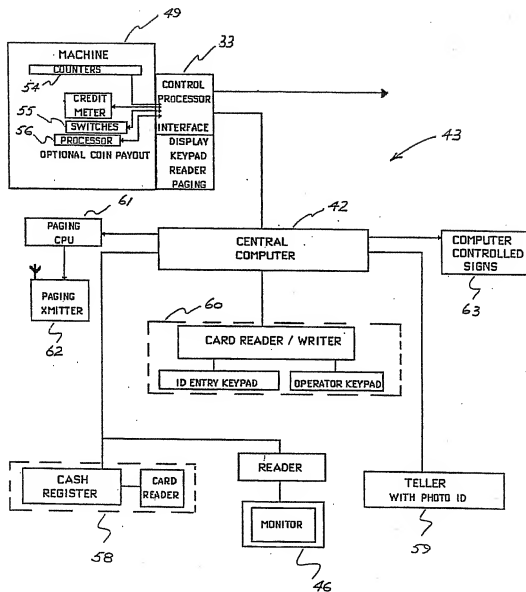 49
33
MACHINE
COUNTERS
54
CONTROL
PROCESSOR
CREDIT
METER
55
SWITCHES
56
PROCESSOR
INTERFACE
OPTIONAL COIN PAYOUT
DISPLAY
KEYPAD
READER
PAGING
43
61
42
PAGING
CPU
CENTRAL
COMPUTER
COMPUTER
CONTROLLED
SIGNS
63
PAGING
XMITTER
62
60
CARD READER / WRITER
ID ENTRY KEYPAD
OPERATOR KEYPAD
CASH
REGISTER
CARD
READER
58
READER
MONITOR
46
TELLER
WITH PHOTO ID
59